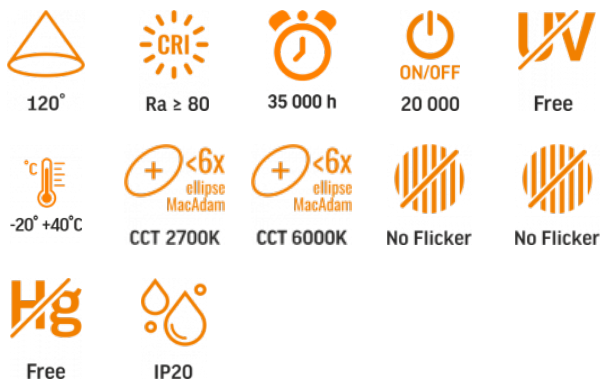 CRI
ON/OFF
UV
120°
Ra ≥ 80
35 000 h
20 000
Free
°C
<6x
ellipse
MacAdam
<6x
ellipse
MacAdam
-20° +40°C
CCT 2700K
CCT 6000K
No Flicker
No Flicker
Hg
Free
IP20